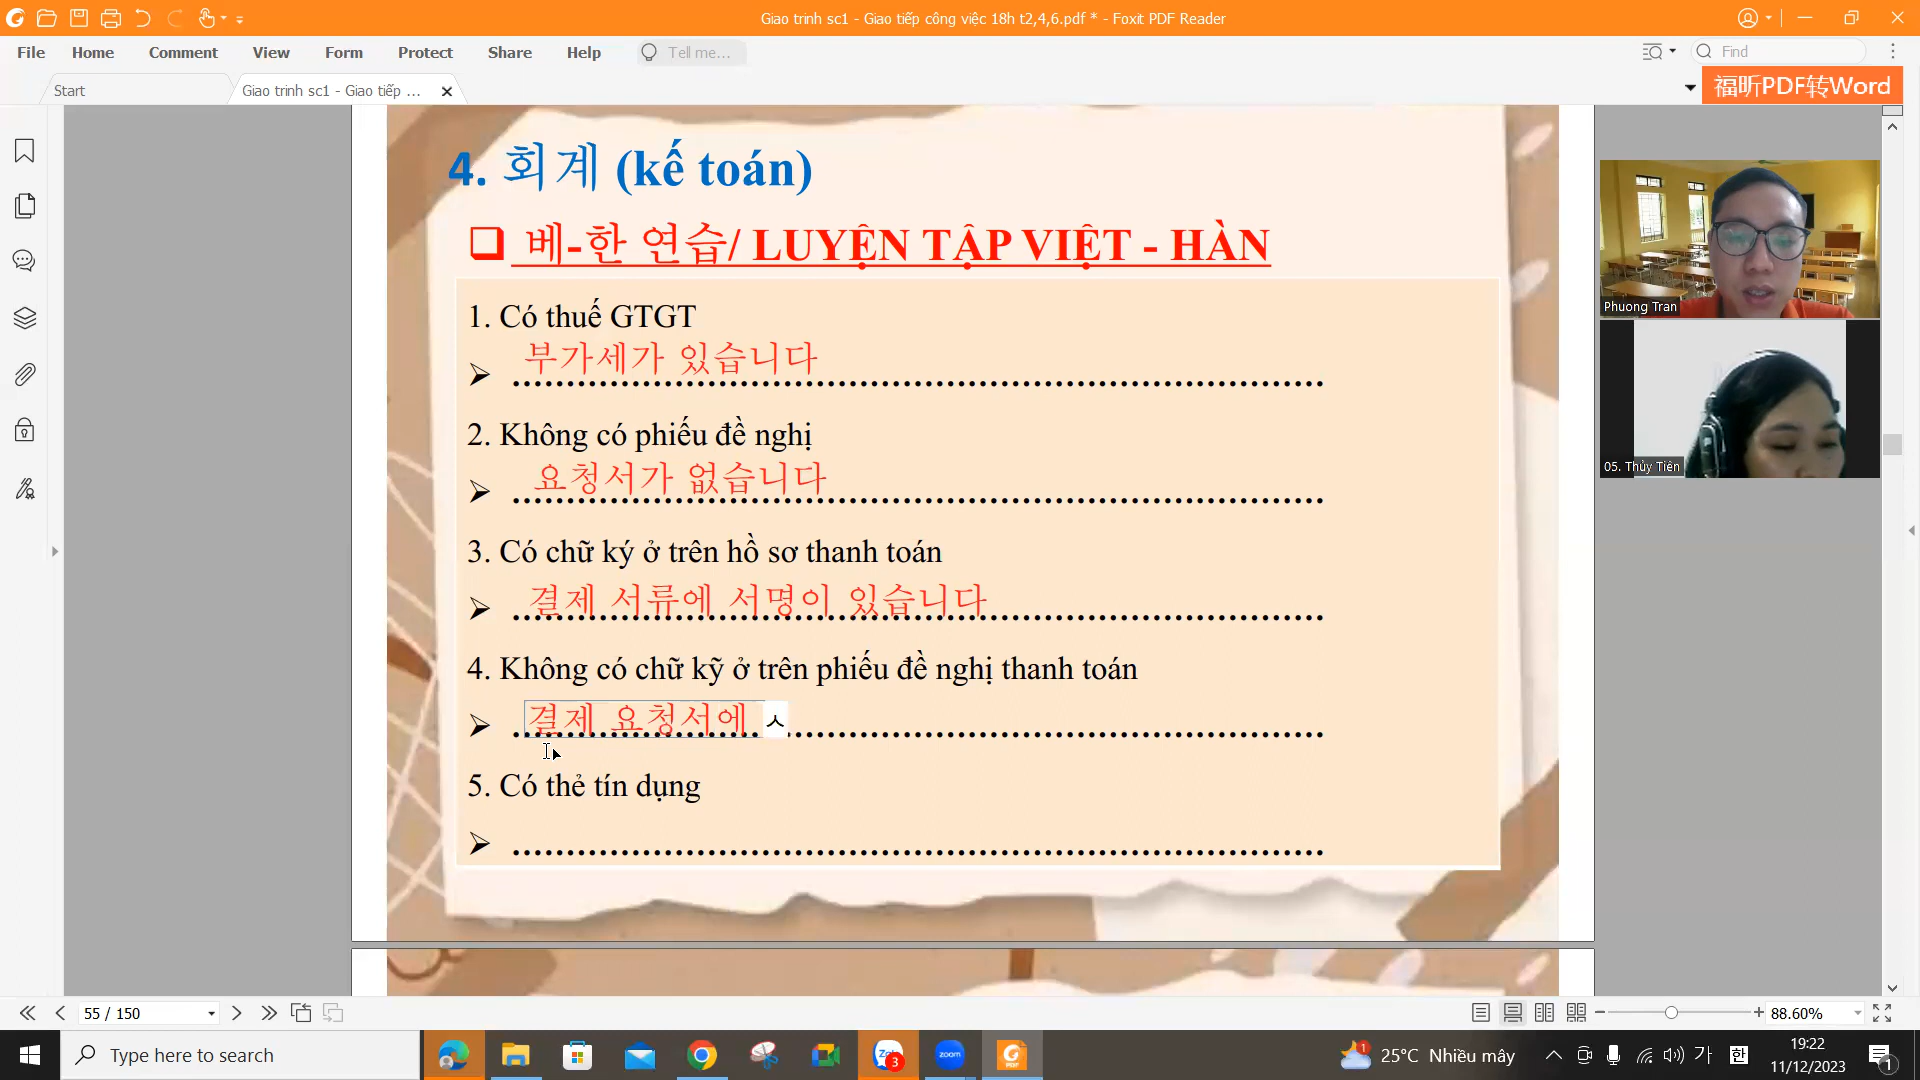 Giao trinh sc1 - Giao tiếp công việc 18h t2,4,6.pdf * - Foxit PDF Reader
File Home Comment View Form Protect Share Help Tell me... Find
Start Giao trinh sc1 - Giao tiếp ... 福昕PDF转Word
4. 회계 (kế toán)
베-한 연습/ LUYỆN TẬP VIỆT - HÀN
1. Có thuế GTGT
부가세가 있습니다
2. Không có phiếu đề nghị
요청서가 없습니다
3. Có chữ ký ở trên hồ sơ thanh toán
결제 서류에 서명이 있습니다
4. Không có chữ kỹ ở trên phiếu đề nghị thanh toán
결제 요청서에 ㅅ
5. Có thẻ tín dụng
Phuong Tran
05. Thủy Tiên
55 / 150 88.60%
Type here to search
zoom
3
PDF
1
25°C Nhiều mây
가 한
19:22
11/12/2023
1